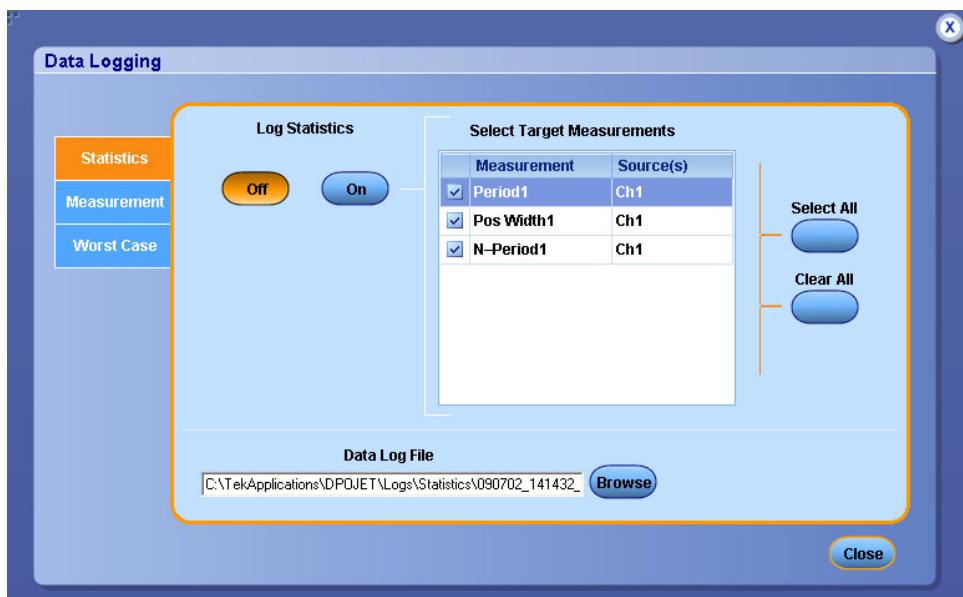 X
Data Logging
Statistics
Measurement
Worst Case
Log Statistics
Off On
Select Target Measurements
Measurement Source(s)
Period1 Ch1
Pos Width1 Ch1
N–Period1 Ch1
Select All
Clear All
Data Log File
C:\TekApplications\DPOJET\Logs\Statistics\090702_141432_ Browse
Close